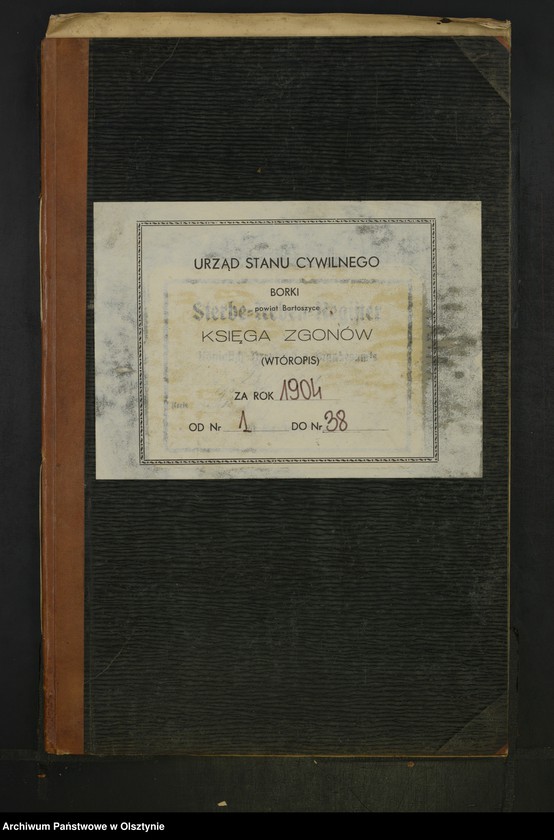 URZĄD STANU CYWILNEGO
BORKI
powiat Bartoszyce
KSIĘGA ZGONÓW
(WTÓROPIS)
ZA ROK 1904
OD Nr 1 DO Nr 38
Archiwum Państwowe w Olsztynie